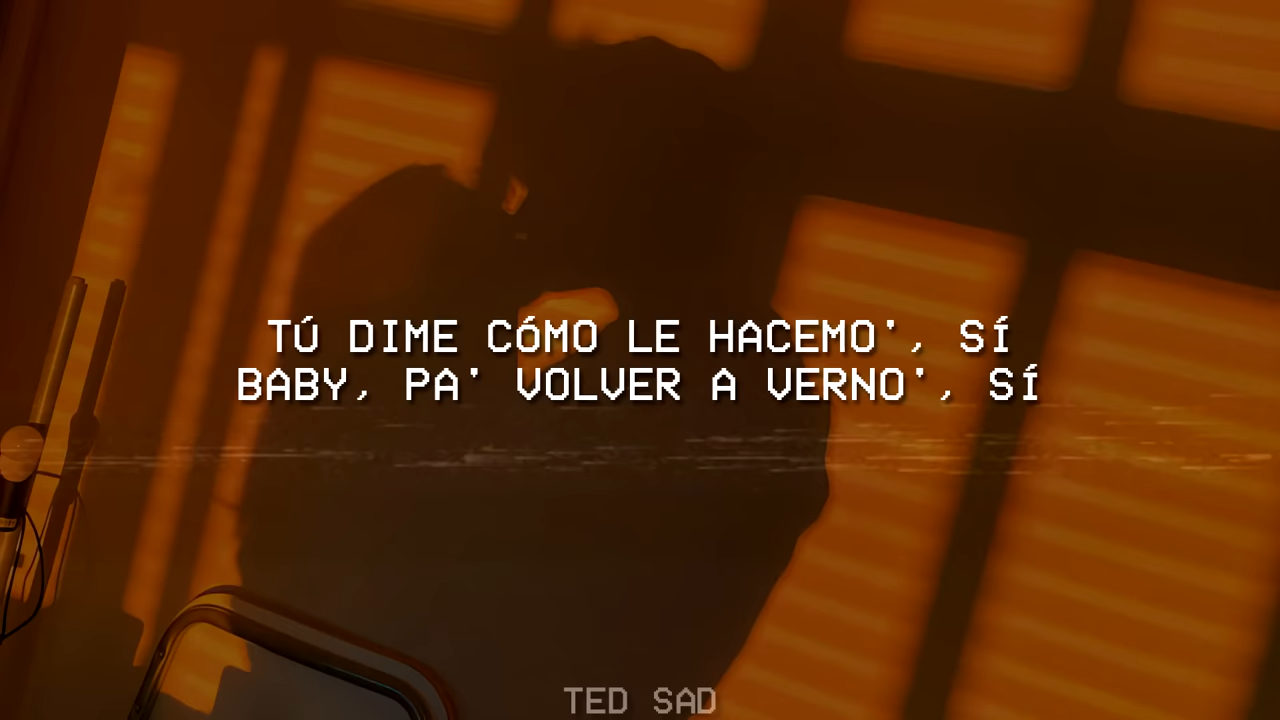 TÚ DIME CÓMO LE HACEMO', SÍ
BABY, PA' VOLVER A VERNO', SÍ
TED SAD